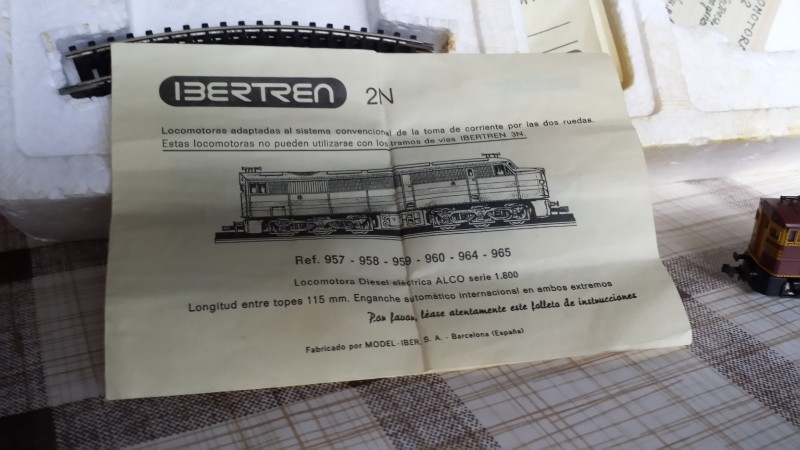 IBERTREN 2N
Locomotoras adaptadas al sistema convencional de la toma de corriente por las dos ruedas.
Estas locomotoras no pueden utilizarse con los tramos de vies IBERTREN 3N.
Ref. 957 - 958 - 959 - 960 - 964 - 965
Locomotora Diesel eléctrica ALCO serie 1.800
Longitud entre topes 115 mm. Enganche automático internacional en ambos extremos
Por favor, léase atentamente este folleto de instrucciones
Fabricado por MODEL-IBER, S. A. - Barcelona (España)